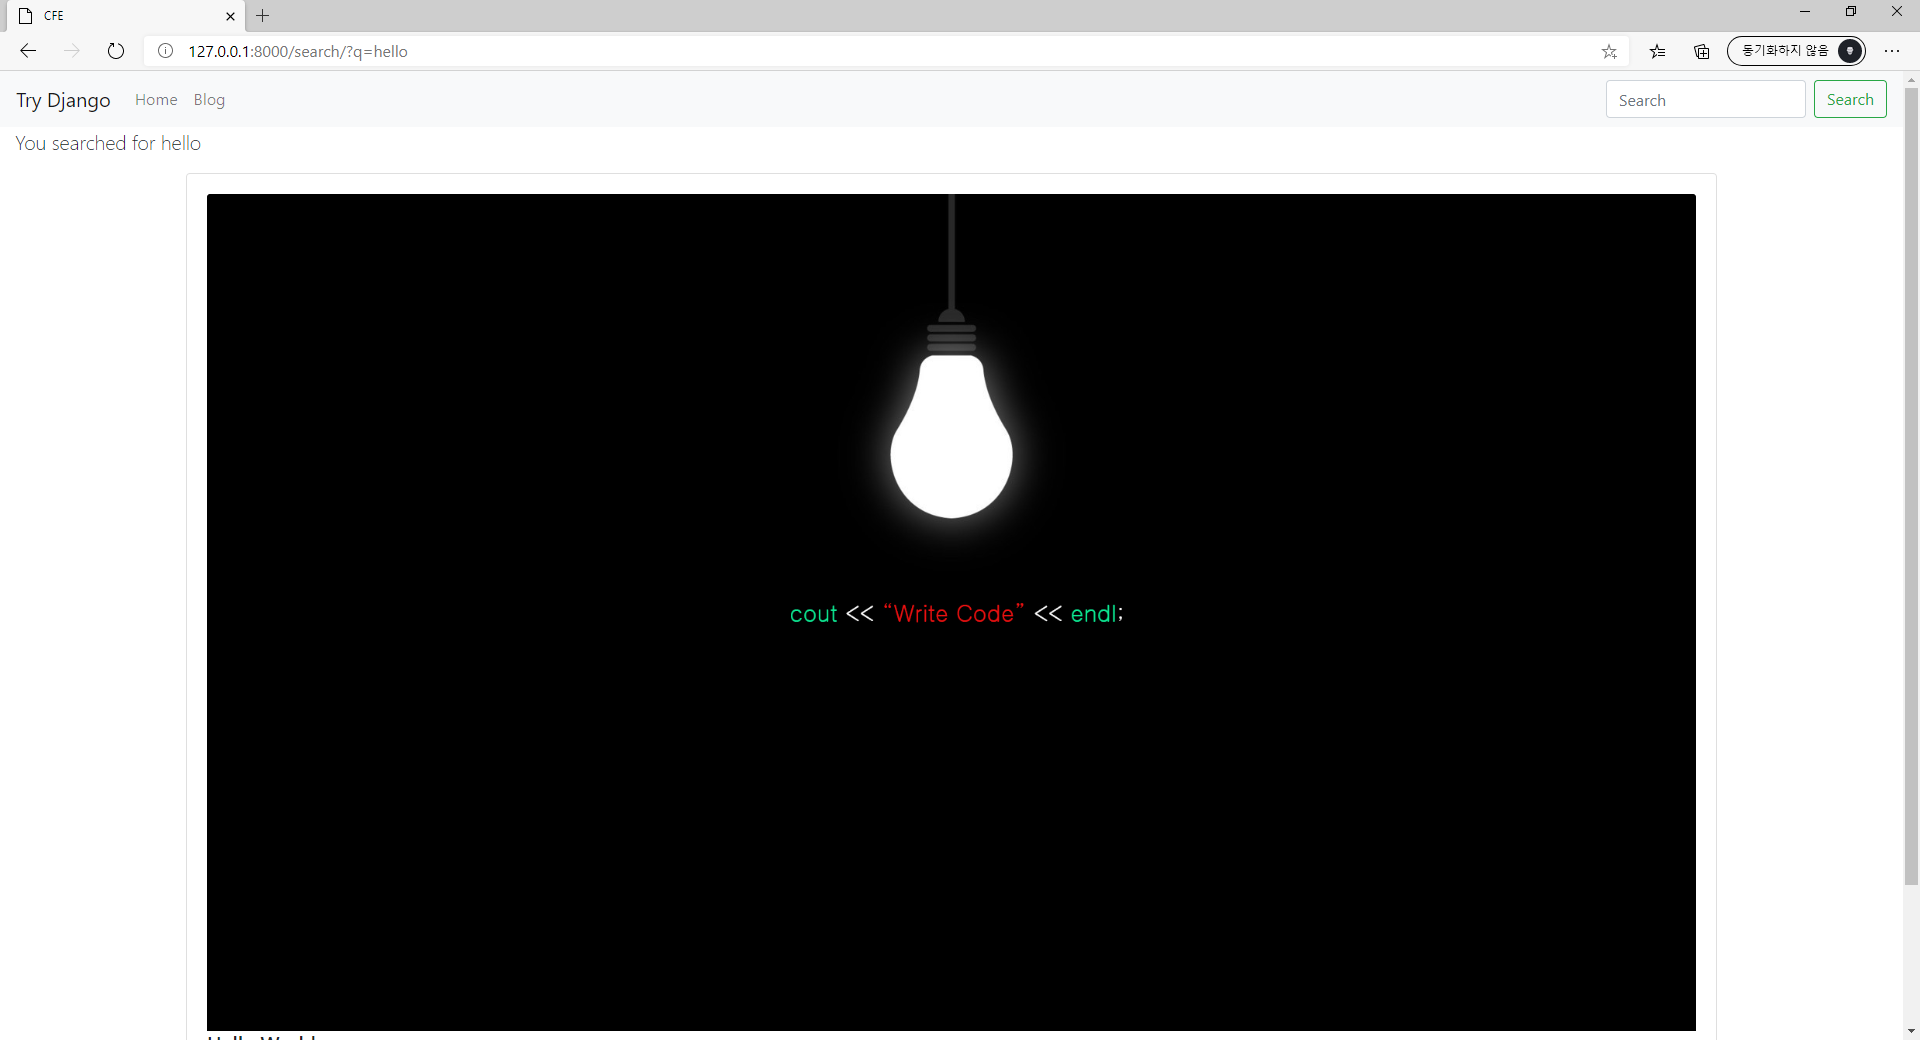 CFE
127.0.0.1:8000/search/?q=hello
동기화하지 않음
Try Django Home Blog Search Search
You searched for hello
cout << “Write Code” << endl;